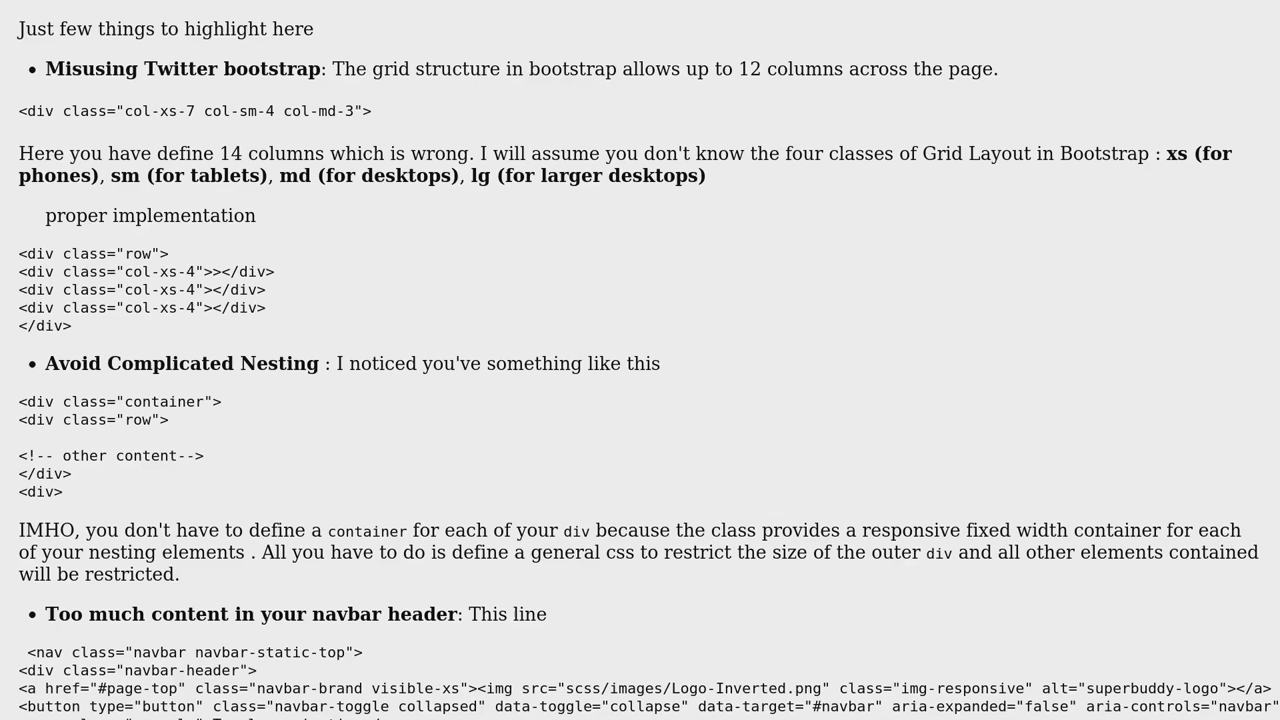 Just few things to highlight here
• Misusing Twitter bootstrap: The grid structure in bootstrap allows up to 12 columns across the page.
<div class="col-xs-7 col-sm-4 col-md-3">
Here you have define 14 columns which is wrong. I will assume you don't know the four classes of Grid Layout in Bootstrap : xs (for
phones), sm (for tablets), md (for desktops), lg (for larger desktops)
proper implementation
<div class="row">
<div class="col-xs-4">></div>
<div class="col-xs-4"></div>
<div class="col-xs-4"></div>
</div>
• Avoid Complicated Nesting : I noticed you've something like this
<div class="container">
<div class="row">
<!-- other content-->
</div>
<div>
IMHO, you don't have to define a container for each of your div because the class provides a responsive fixed width container for each
of your nesting elements . All you have to do is define a general css to restrict the size of the outer div and all other elements contained
will be restricted.
• Too much content in your navbar header: This line
<nav class="navbar navbar-static-top">
<div class="navbar-header">
<a href="#page-top" class="navbar-brand visible-xs"><img src="scss/images/Logo-Inverted.png" class="img-responsive" alt="superbuddy-logo"></a>
<button type="button" class="navbar-toggle collapsed" data-toggle="collapse" data-target="#navbar" aria-expanded="false" aria-controls="navbar"